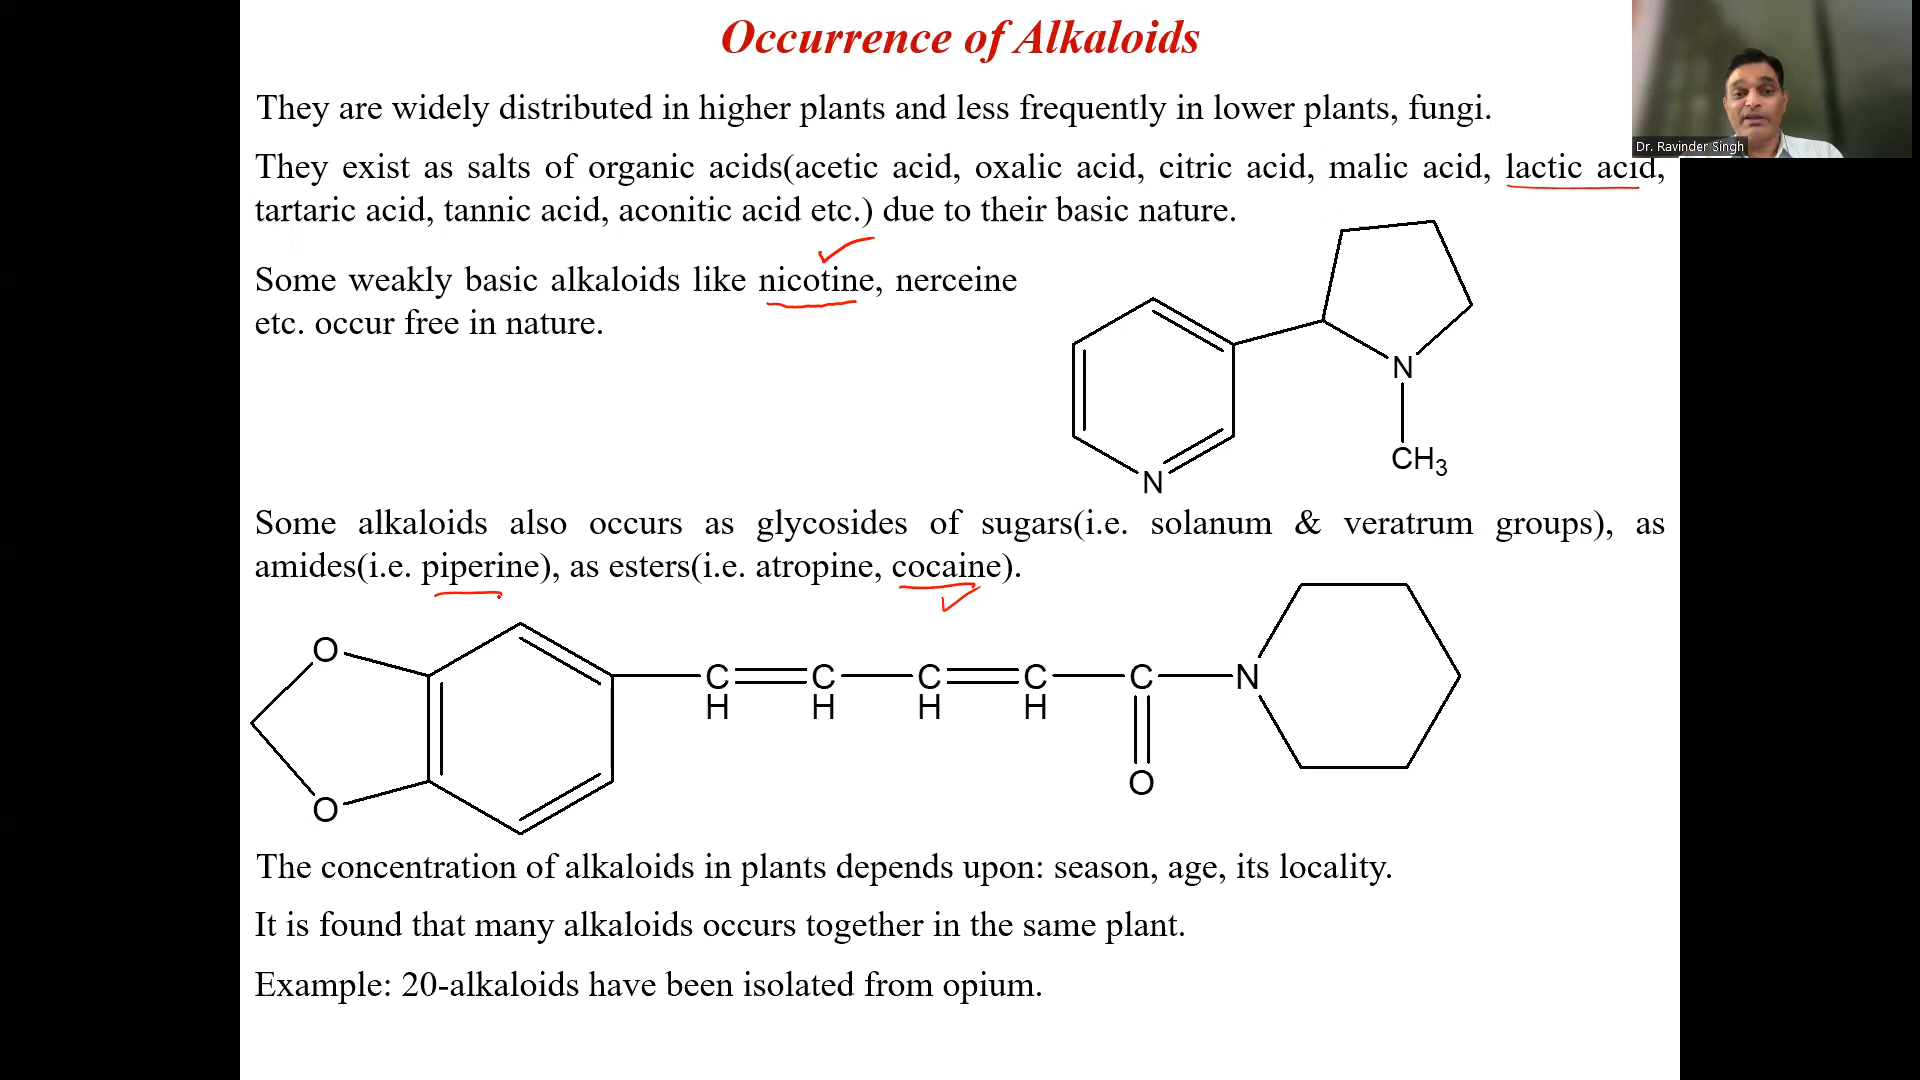 Occurrence of Alkaloids
They are widely distributed in higher plants and less frequently in lower plants, fungi.
Dr. Ravinder Singh
They exist as salts of organic acids(acetic acid, oxalic acid, citric acid, malic acid, lactic acid,
tartaric acid, tannic acid, aconitic acid etc.) due to their basic nature.
Some weakly basic alkaloids like nicotine, nerceine
etc. occur free in nature.
N
CH3
N
Some alkaloids also occurs as glycosides of sugars(i.e. solanum & veratrum groups), as
amides(i.e. piperine), as esters(i.e. atropine, cocaine).
O
C C C C C N
H H H H
O
O
The concentration of alkaloids in plants depends upon: season, age, its locality.
It is found that many alkaloids occurs together in the same plant.
Example: 20-alkaloids have been isolated from opium.